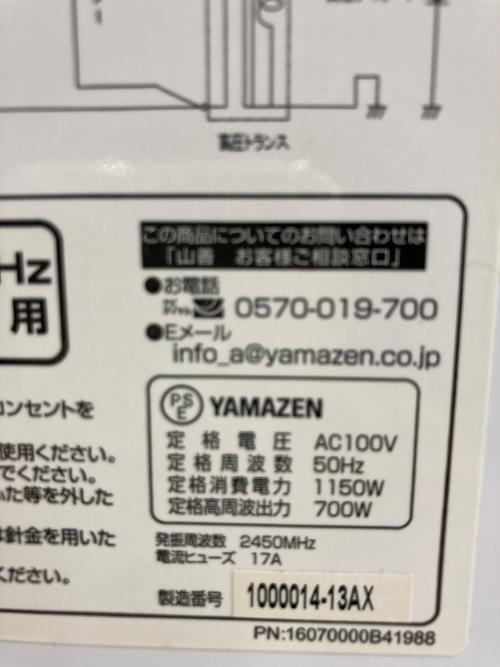 ー
高圧トランス
Hz
用
この商品についてのお問い合わせは
「山善 お客様ご相談窓口」
●お電話
0570-019-700
●Eメール
info_a@yamazen.co.jp
コンセントを
使用ください。
でください。
ふた等を外した
は針金を用いた
ください。
PSE YAMAZEN
定格電圧 AC100V
定格周波数 50Hz
定格消費電力 1150W
定格高周波出力 700W
発振周波数 2450MHz
電流ヒューズ 17A
製造番号 1000014-13AX
PN:16070000B41988